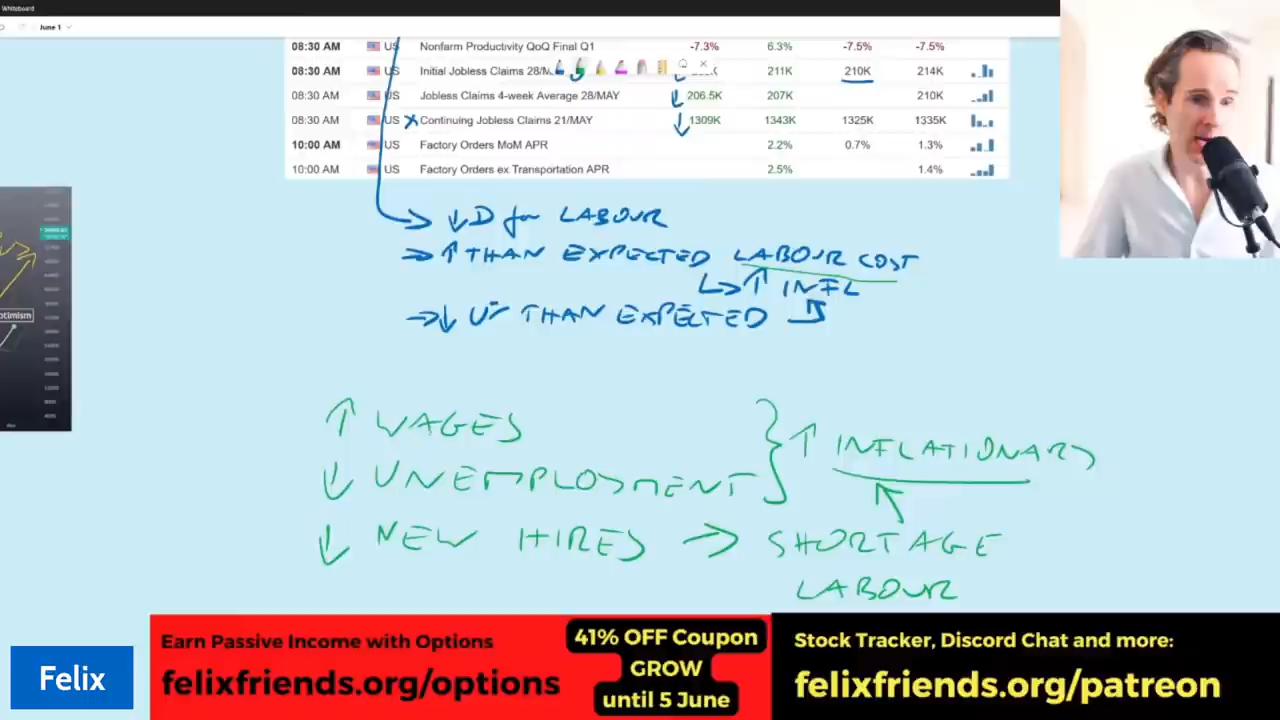 Whiteboard
June 1
08:30 AM US Nonfarm Productivity QoQ Final Q1 -7.3% 6.3% -7.5% -7.5%
08:30 AM US Initial Jobless Claims 28/M 211K 210K 214K
08:30 AM US Jobless Claims 4-week Average 28/MAY 206.5K 207K 210K
08:30 AM US Continuing Jobless Claims 21/MAY 1309K 1343K 1325K 1335K
10:00 AM US Factory Orders MoM APR 2.2% 0.7% 1.3%
10:00 AM US Factory Orders ex Transportation APR 2.5% 1.4%
→ ↓ D for LABOUR
→ ↑ THAN EXPECTED LABOUR COST
↳ ↑ INFL
→ ↓ THAN EXPECTED
↑ WAGES
↓ UNEMPLOYMENT } ↑ INFLATIONARY
↓ NEW HIRES → SHORTAGE
LABOUR
Felix
Earn Passive Income with Options
felixfriends.org/options
41% OFF Coupon
GROW
until 5 June
Stock Tracker, Discord Chat and more:
felixfriends.org/patreon